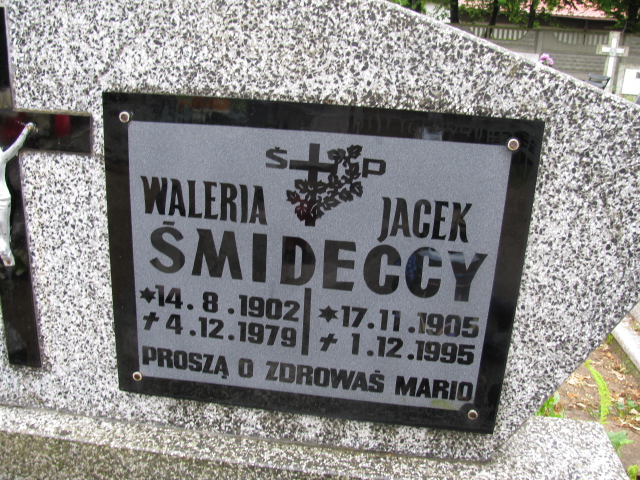 Ś P
WALERIA JACEK
ŚMIDECCY
*14.8.1902 *17.11.1905
+4.12.1979 +1.12.1995
PROSZĄ O ZDROWAŚ MARIO